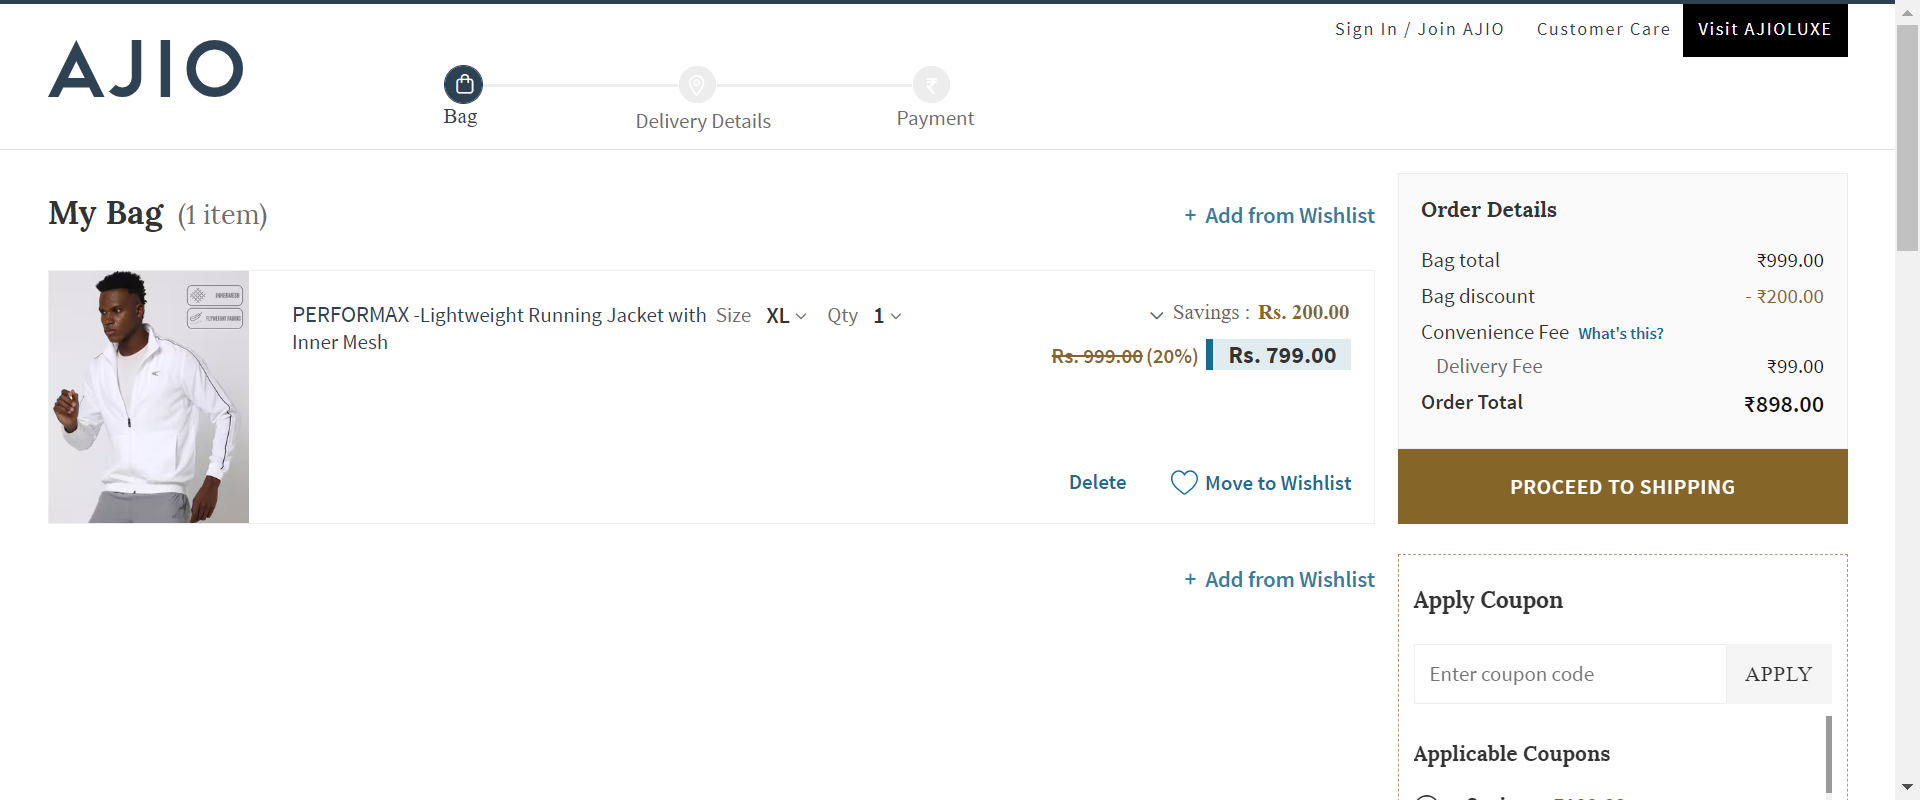 Sign In / Join AJIO
Customer Care
Visit AJIOLUXE
AJIO
Bag
Delivery Details
Payment
My Bag (1 item)
+ Add from Wishlist
PERFORMAX -Lightweight Running Jacket with
Inner Mesh
Size XL
Qty 1
Savings : Rs. 200.00
Rs. 999.00 (20%) Rs. 799.00
Delete
Move to Wishlist
+ Add from Wishlist
Order Details
Bag total ₹999.00
Bag discount - ₹200.00
Convenience Fee What's this?
Delivery Fee ₹99.00
Order Total ₹898.00
PROCEED TO SHIPPING
Apply Coupon
Enter coupon code APPLY
Applicable Coupons